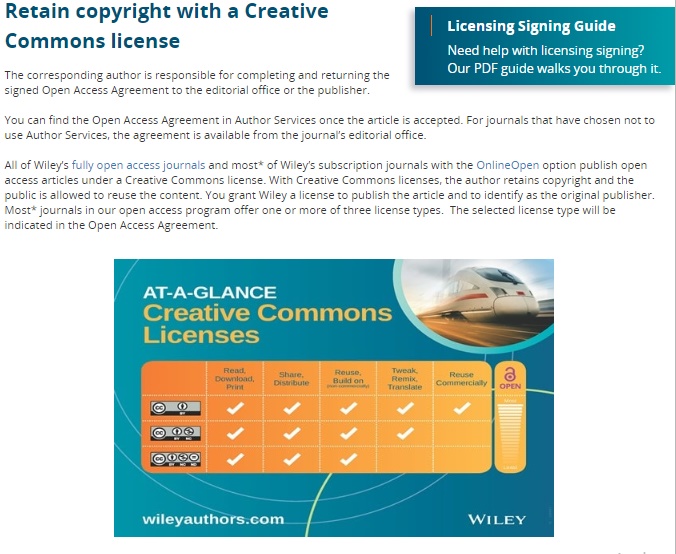 Retain copyright with a Creative
Commons license
Licensing Signing Guide
Need help with licensing signing?
Our PDF guide walks you through it.
The corresponding author is responsible for completing and returning the
signed Open Access Agreement to the editorial office or the publisher.
You can find the Open Access Agreement in Author Services once the article is accepted. For journals that have chosen not to
use Author Services, the agreement is available from the journal's editorial office.
All of Wiley's fully open access journals and most* of Wiley's subscription journals with the OnlineOpen option publish open
access articles under a Creative Commons license. With Creative Commons licenses, the author retains copyright and the
public is allowed to reuse the content. You grant Wiley a license to publish the article and to identify as the original publisher.
Most* journals in our open access program offer one or more of three license types. The selected license type will be
indicated in the Open Access Agreement.
AT-A-GLANCE
Creative Commons
Licenses
Read,
Download,
Print
Share,
Distribute
Reuse,
Build on
(non commercially)
Tweak,
Remix,
Translate
Reuse
Commercially
OPEN
CC BY
CC BY NC
CC BY NC
wileyauthors.com
WILEY